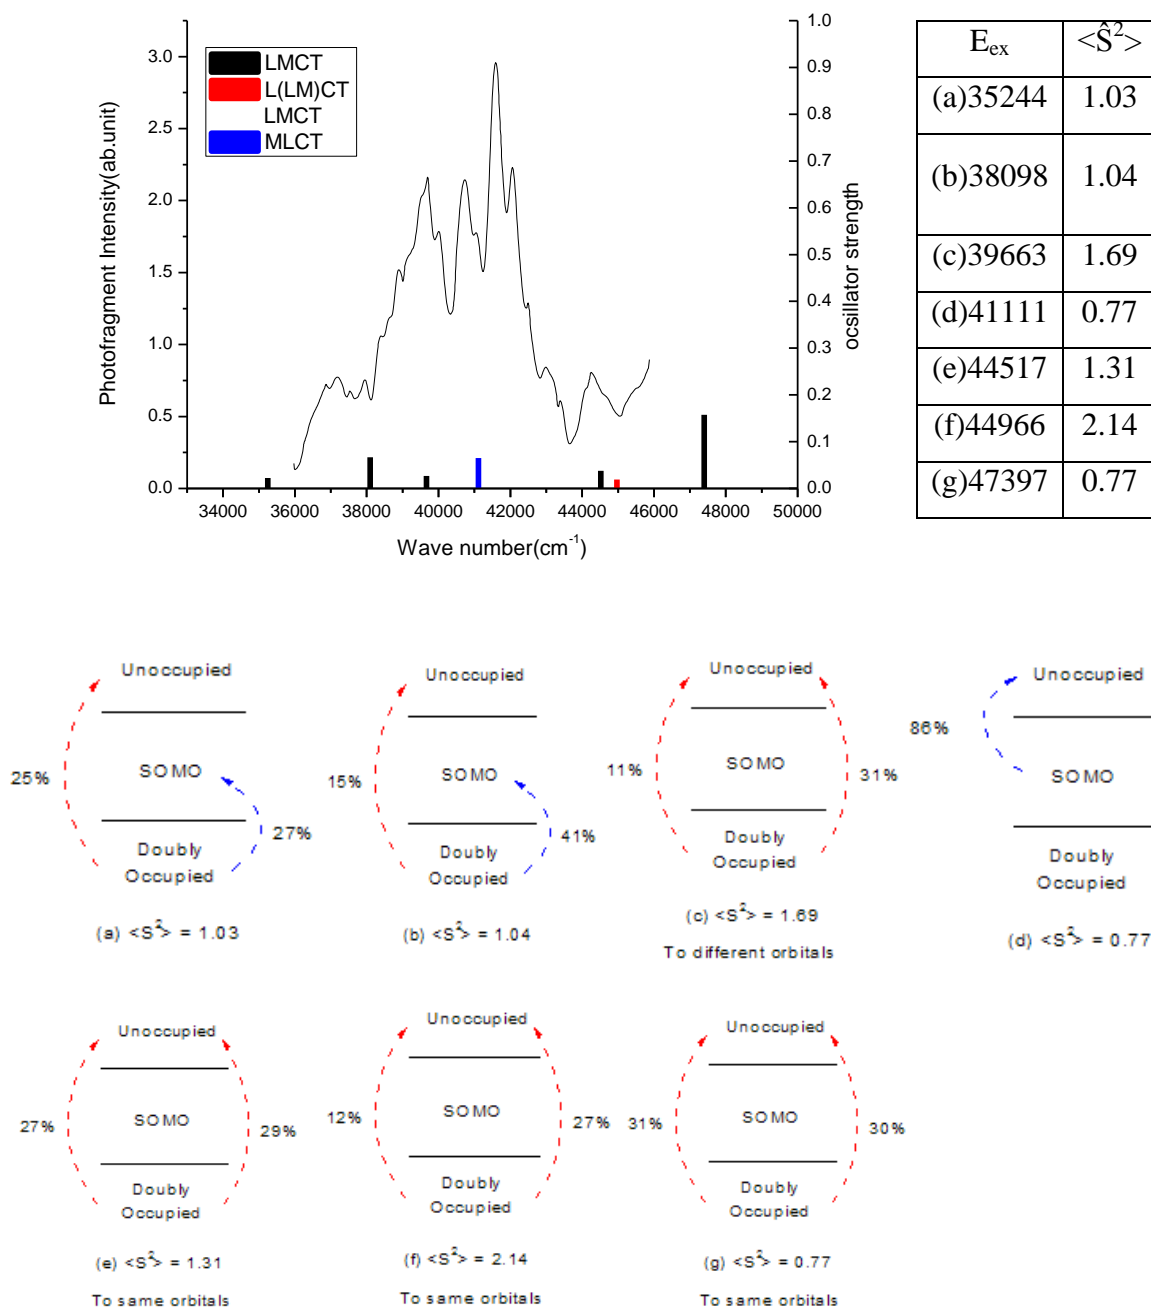 LMCT
L(LM)CT
LMCT
MLCT
Photofragment Intensity(ab.unit)
3.0
2.5
2.0
1.5
1.0
0.5
0.0
1.0
0.9
0.8
0.7
0.6
0.5
0.4
0.3
0.2
0.1
0.0
ocsillator strength
34000 36000 38000 40000 42000 44000 46000 48000 50000
Wave number(cm⁻¹)
Eₑₓ <Ŝ²>
(a)35244 1.03
(b)38098 1.04
(c)39663 1.69
(d)41111 0.77
(e)44517 1.31
(f)44966 2.14
(g)47397 0.77
Unoccupied
25%
SOMO
27%
Doubly
Occupied
(a) <S²> = 1.03
Unoccupied
15%
SOMO
41%
Doubly
Occupied
(b) <S²> = 1.04
Unoccupied
11%
SOMO
31%
Doubly
Occupied
(c) <S²> = 1.69
To different orbitals
Unoccupied
86%
SOMO
Doubly
Occupied
(d) <S²> = 0.77
Unoccupied
27%
SOMO
29%
Doubly
Occupied
(e) <S²> = 1.31
To same orbitals
Unoccupied
12%
SOMO
27%
Doubly
Occupied
(f) <S²> = 2.14
To same orbitals
Unoccupied
31%
SOMO
30%
Doubly
Occupied
(g) <S²> = 0.77
To same orbitals